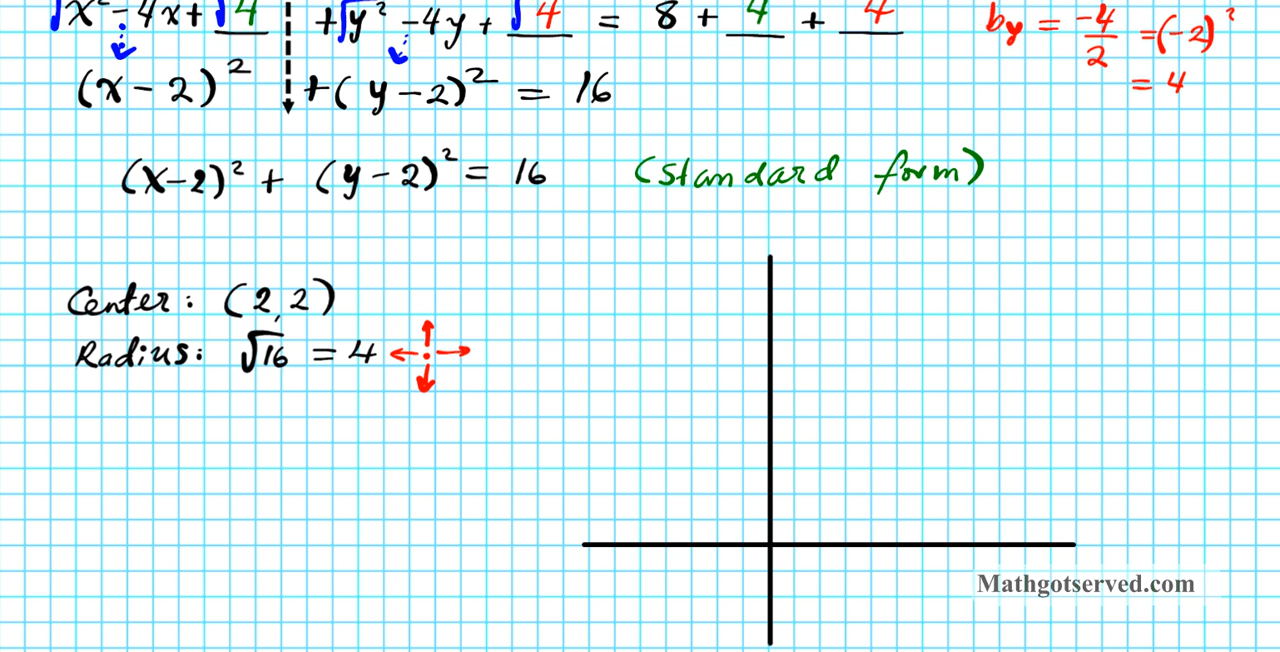 x² - 4x + √4 + √y² - 4y + √4 = 8 + 4 + 4
by = -4/2 = (-2)²
= 4
(x - 2)² + (y - 2)² = 16
(x-2)² + (y - 2)² = 16 (standard form)
Center: (2, 2)
Radius: √16 = 4
Mathgotserved.com